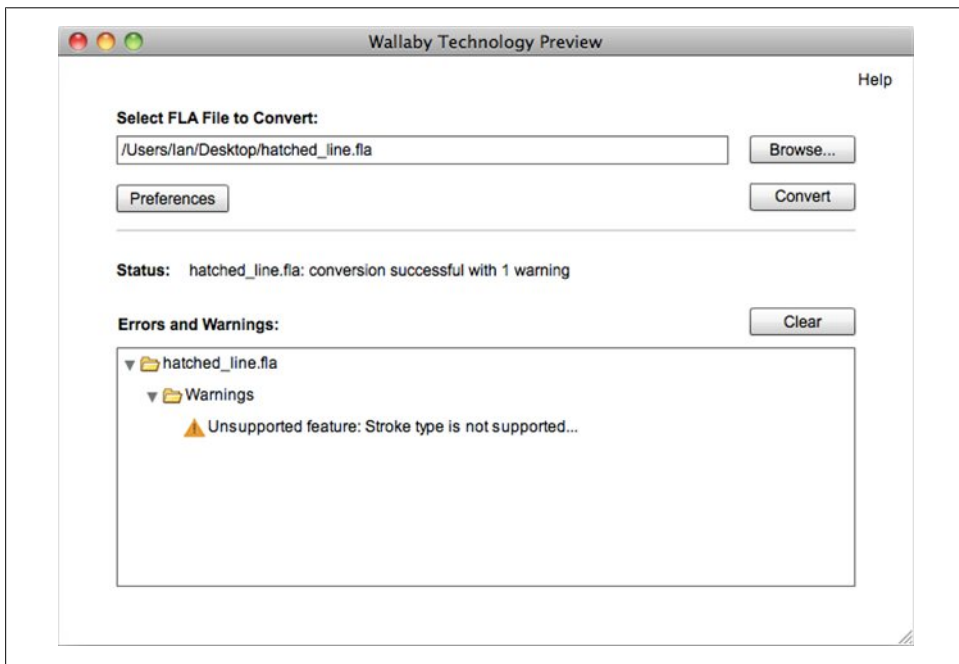 Wallaby Technology Preview
Help
Select FLA File to Convert:
/Users/Ian/Desktop/hatched_line.fla
Browse...
Preferences
Convert
Status: hatched_line.fla: conversion successful with 1 warning
Errors and Warnings:
Clear
hatched_line.fla
Warnings
Unsupported feature: Stroke type is not supported...